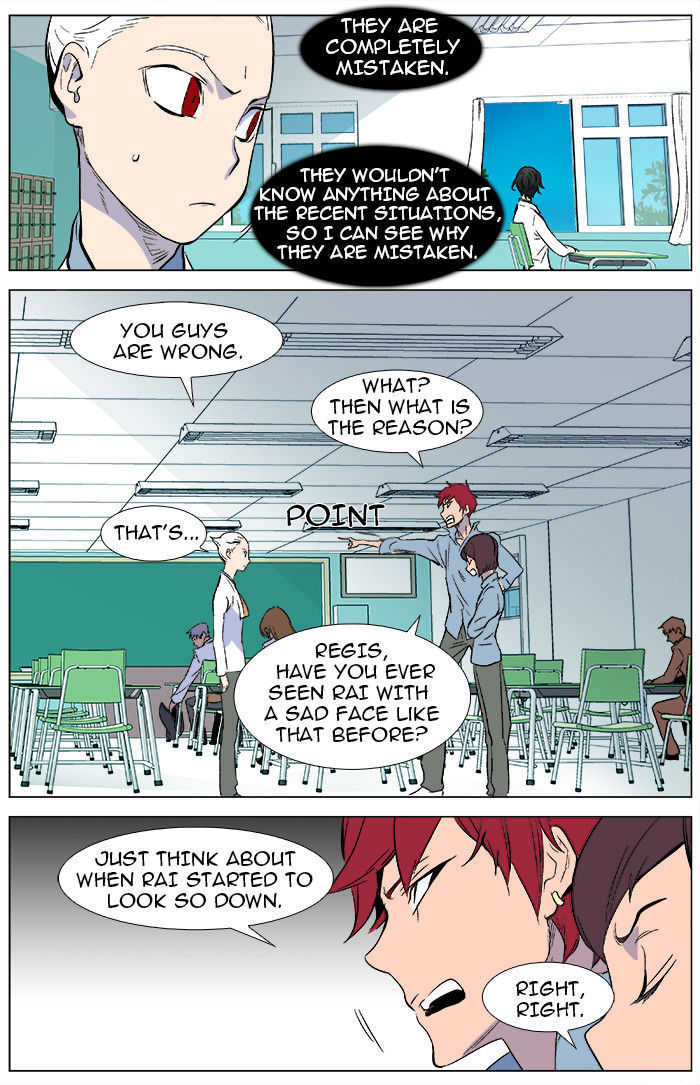 THEY ARE
COMPLETELY
MISTAKEN.
THEY WOULDN'T
KNOW ANYTHING ABOUT
THE RECENT SITUATIONS,
SO I CAN SEE WHY
THEY ARE MISTAKEN.
YOU GUYS
ARE WRONG.
WHAT?
THEN WHAT IS
THE REASON?
THAT'S...
POINT
REGIS,
HAVE YOU EVER
SEEN RAI WITH
A SAD FACE LIKE
THAT BEFORE?
JUST THINK ABOUT
WHEN RAI STARTED TO
LOOK SO DOWN.
RIGHT,
RIGHT.